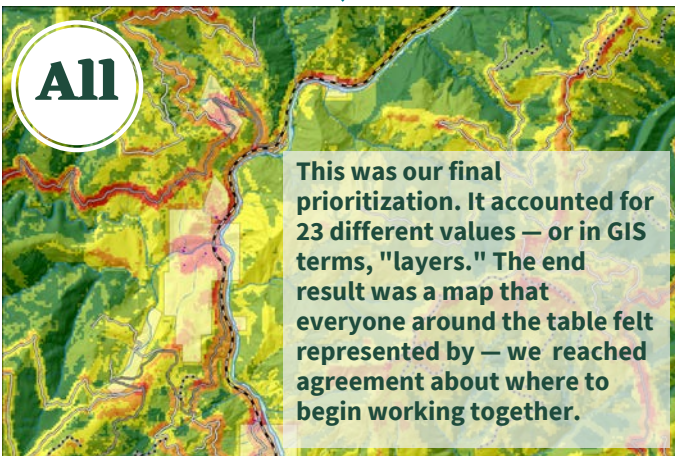 All
This was our final
prioritization. It accounted for
23 different values — or in GIS
terms, "layers." The end
result was a map that
everyone around the table felt
represented by — we reached
agreement about where to
begin working together.